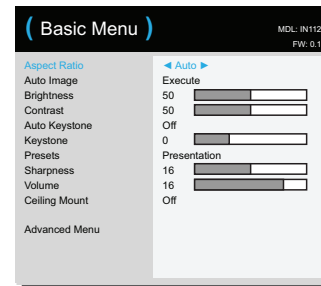 ( Basic Menu )
MDL: IN112
FW: 0.1
Aspect Ratio ◄ Auto ►
Auto Image Execute
Brightness 50
Contrast 50
Auto Keystone Off
Keystone 0
Presets Presentation
Sharpness 16
Volume 16
Ceiling Mount Off
Advanced Menu